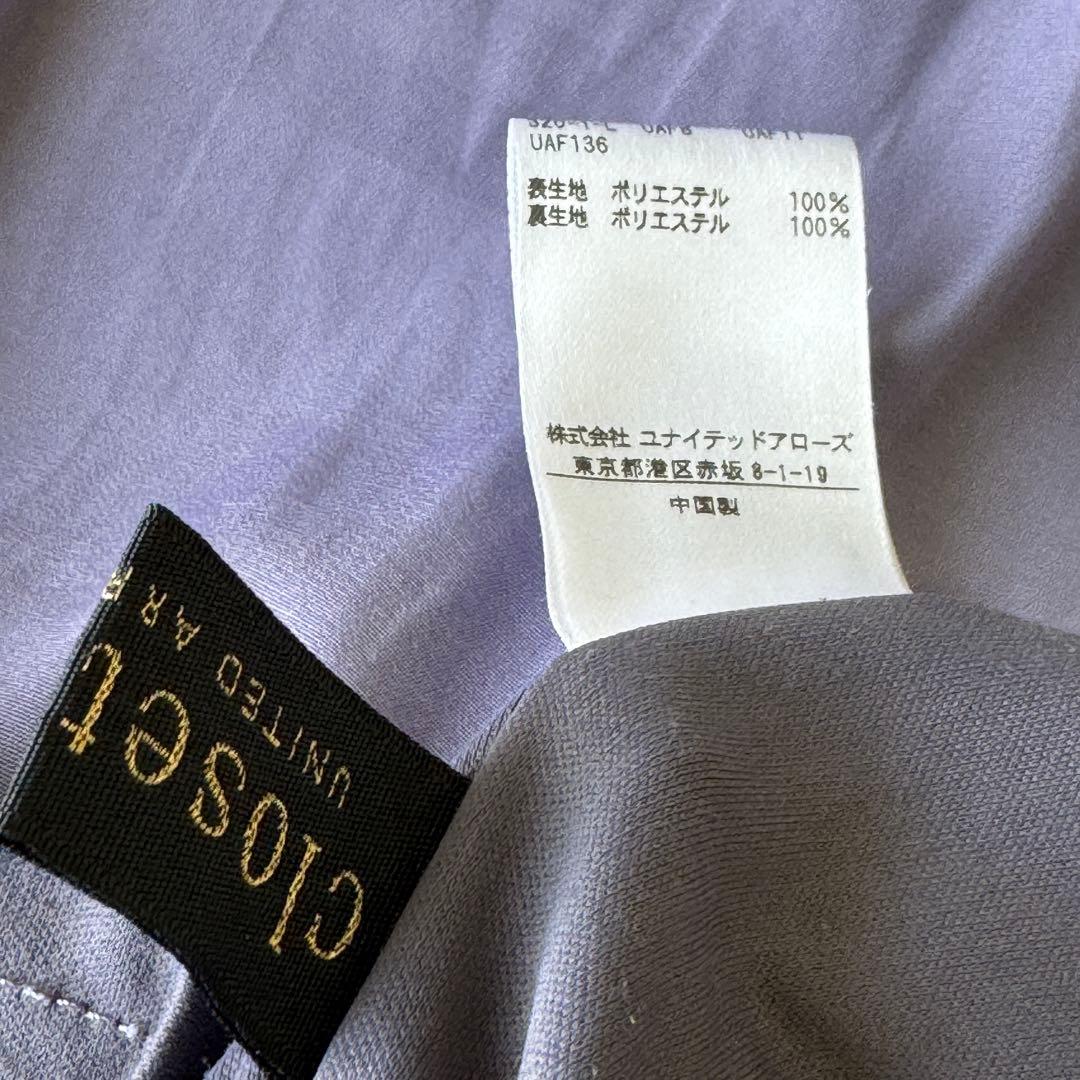 UAF136
表生地 ポリエステル 100%
裏生地 ポリエステル 100%
株式会社 ユナイテッドアローズ
東京都港区赤坂 8-1-19
中国製
closet
UNITED AR